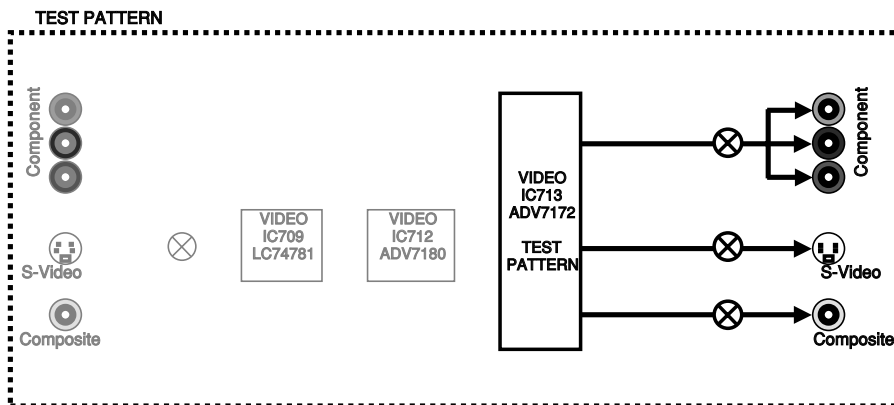 TEST PATTERN
Component
S-Video
Composite
VIDEO
IC709
LC74781
VIDEO
IC712
ADV7180
VIDEO
IC713
ADV7172
TEST
PATTERN
Component
S-Video
Composite